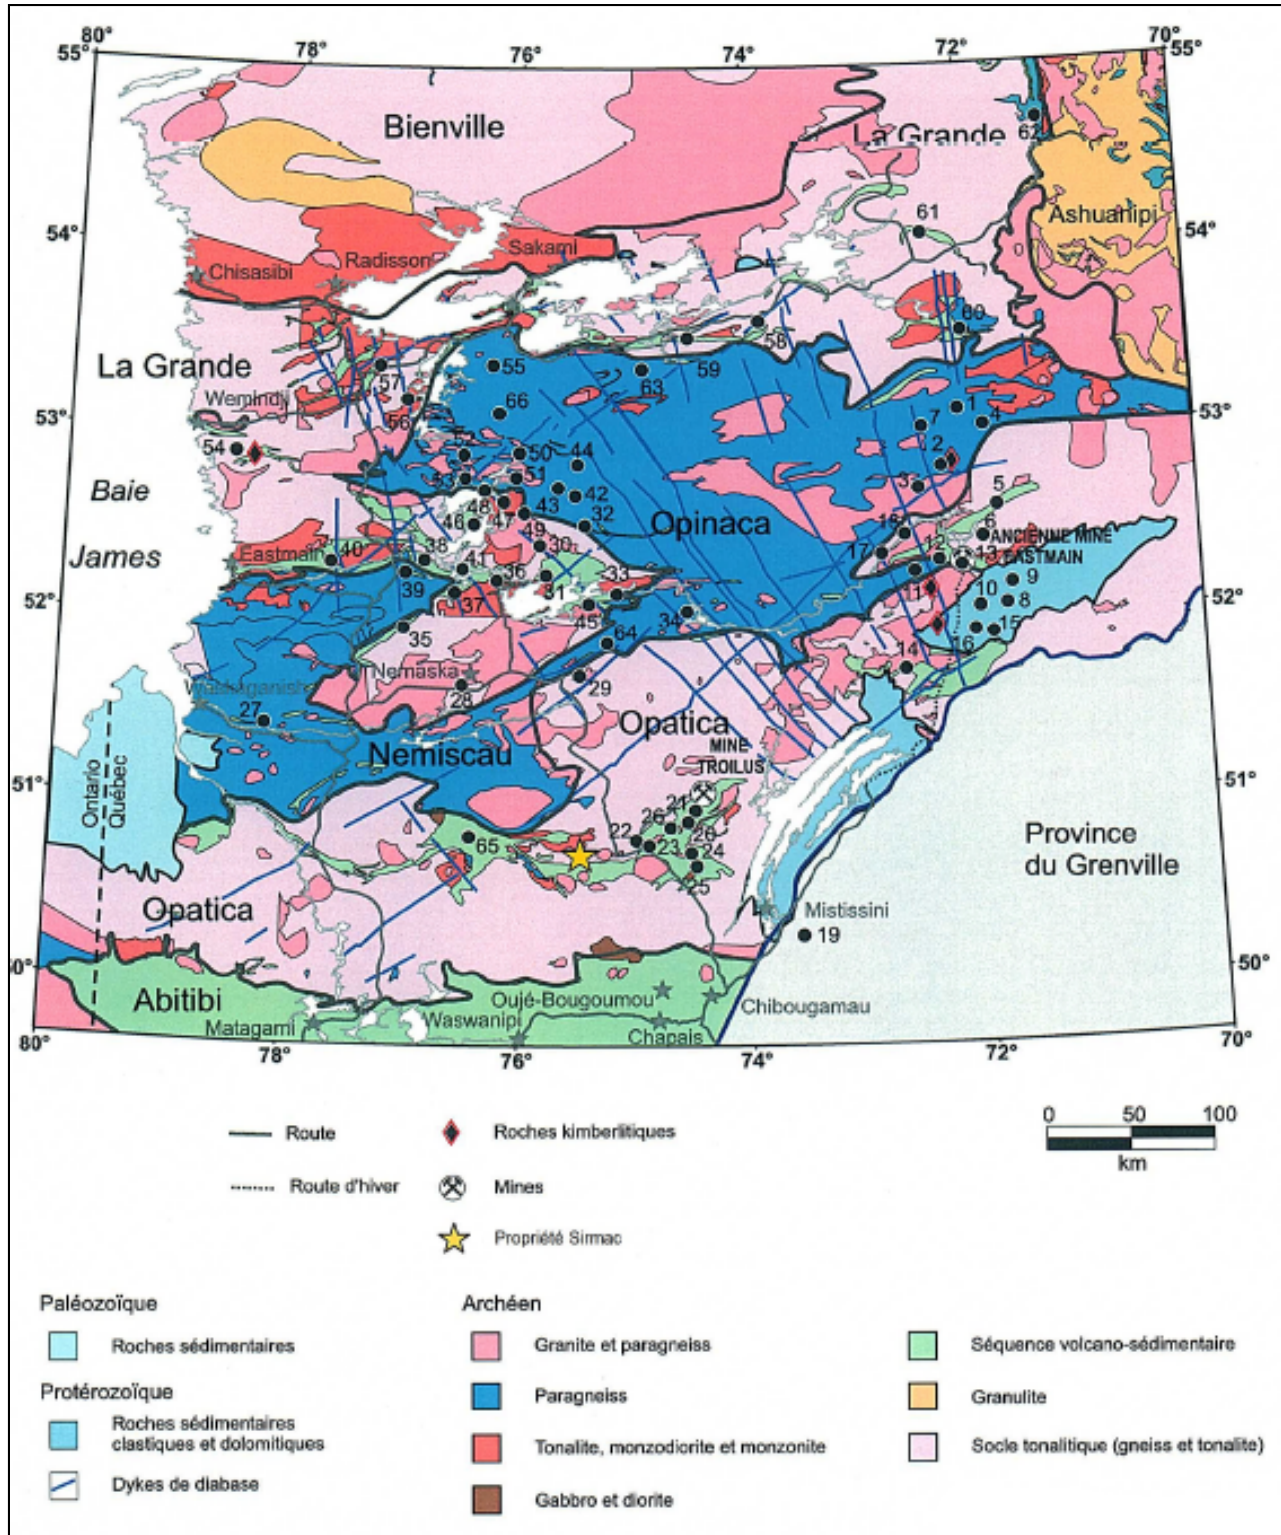 80°
78°
76°
74°
72°
70°
55°
55°
Bienville
La Grande
62
61
Ashuanipi
54°
54°
Sakami
Radisson
Chisasibi
60
58
59
La Grande
57
55
63
Wemindji
56
66
53°
53°
1
7
4
2
54
52
50
44
53
51
3
5
Baie
48
43
42
46
47
32
Opinaca
6
James
49
18
ANCIENNE MINE
EASTMAIN
Eastmain
40
38
41
30
17
12
13
36
33
9
39
31
11
10
8
52°
52°
37
45
34
35
64
16
15
14
Nemaska
28
29
27
Opatica
Nemiscau
MINE
TROILUS
51°
51°
Ontario
Québec
21
26
22
20
Province
du Grenville
65
23
24
25
Opatica
Mistissini
19
50°
Abitibi
Oujé-Bougoumou
Chibougamau
Matagami
Waswanipi
Chapais
80°
78°
76°
74°
72°
70°
0 50 100
km
Route
Roches kimberlitiques
Route d'hiver
Mines
Propriété Sirmac
Paléozoïque
Archéen
Roches sédimentaires
Granite et paragneiss
Séquence volcano-sédimentaire
Protérozoïque
Paragneiss
Granulite
Roches sédimentaires
clastiques et dolomitiques
Tonalite, monzodiorite et monzonite
Socle tonalitique (gneiss et tonalite)
Dykes de diabase
Gabbro et diorite